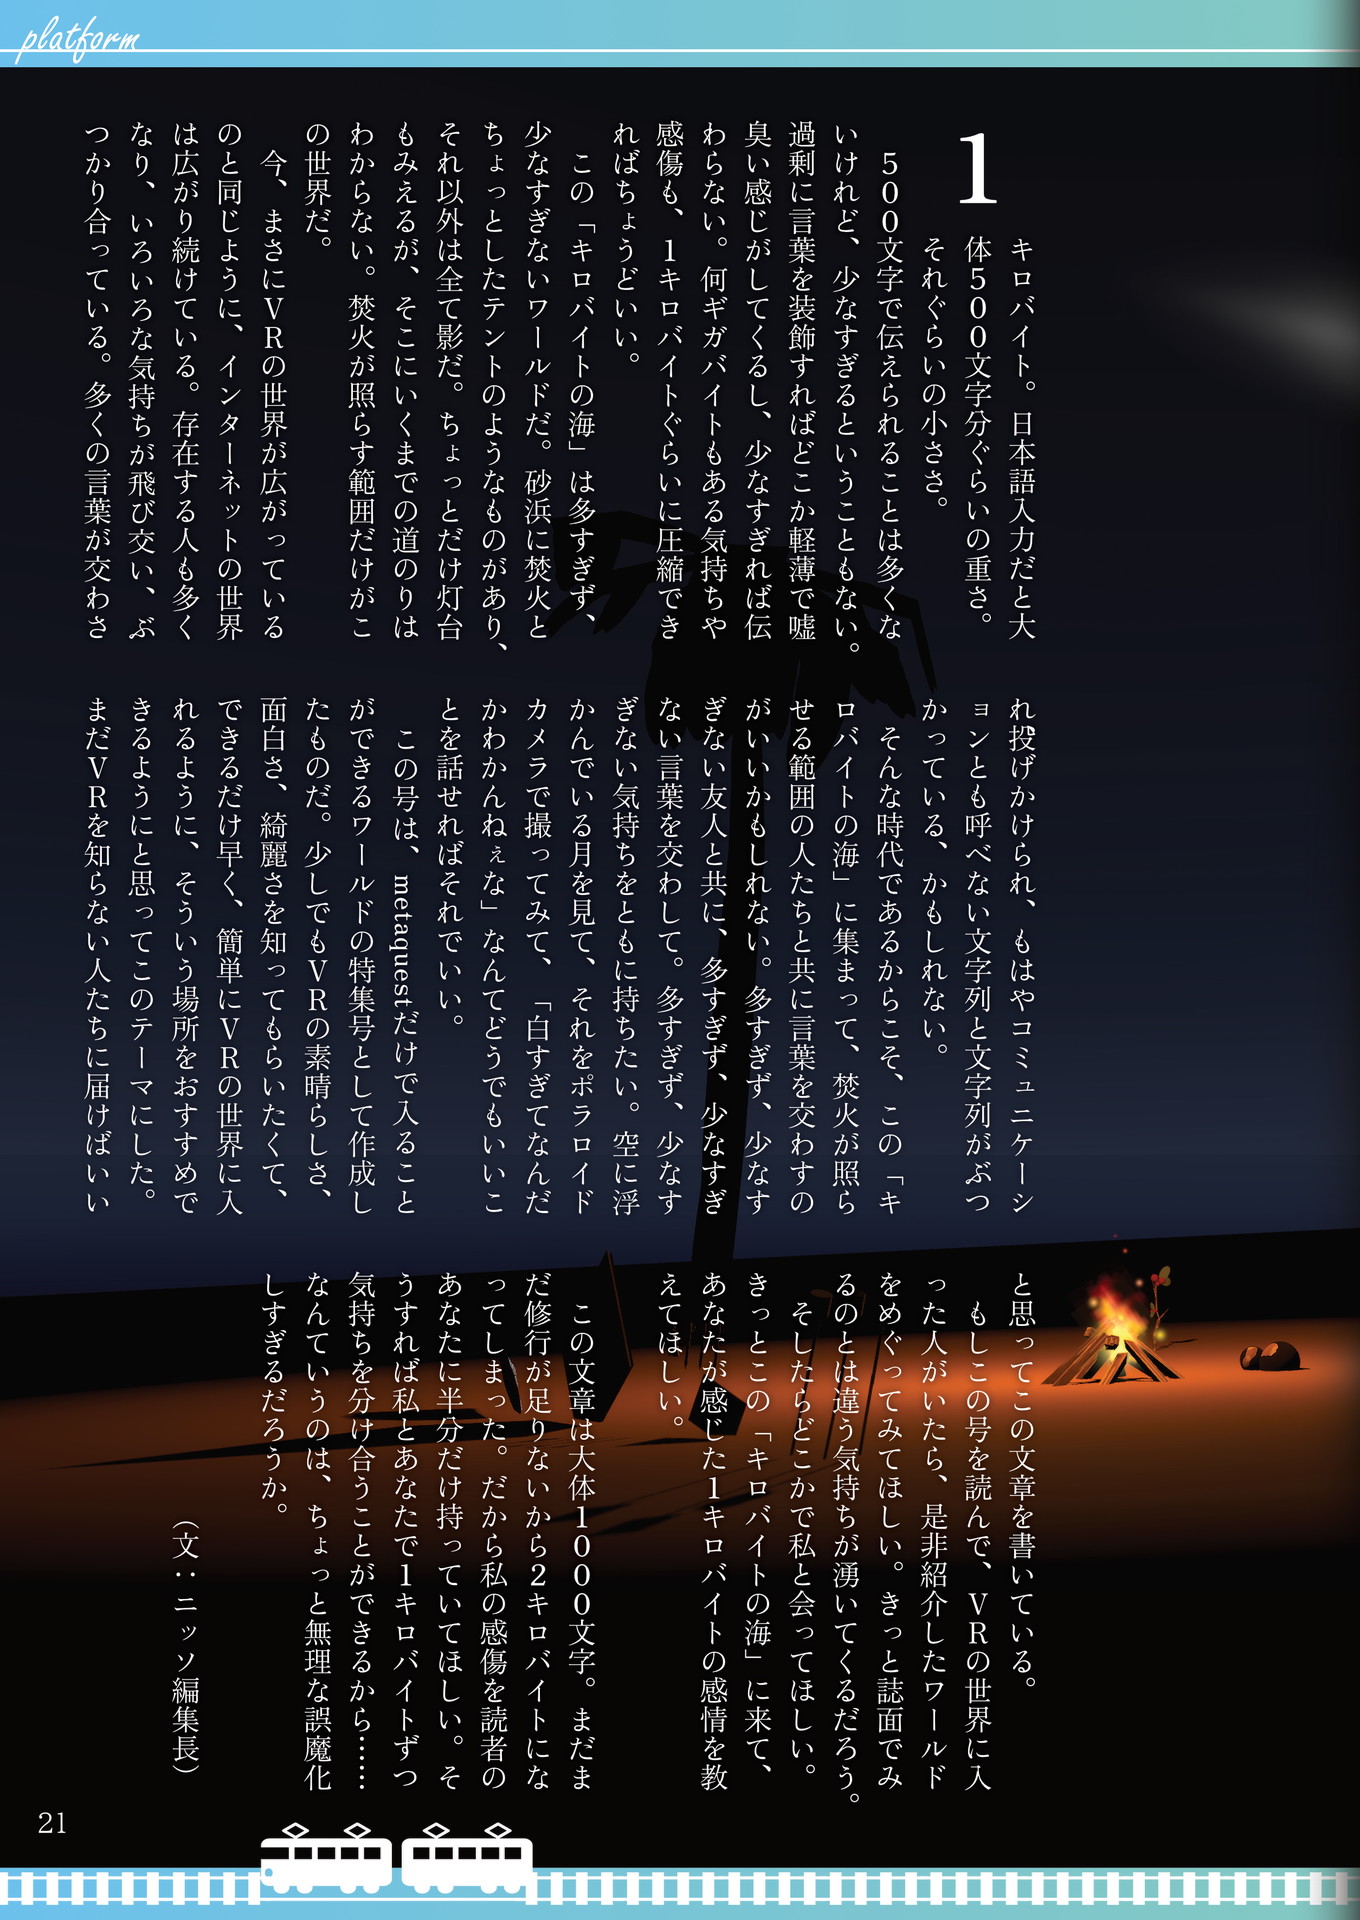 platform
1
キロバイト。日本語入力だと大
体500文字分ぐらいの重さ。
それぐらいの小ささ。
500文字で伝えられることは多くな
いけれど、少なすぎるということもない。
過剰に言葉を装飾すればどこか軽薄で嘘
臭い感じがしてくるし、少なすぎれば伝
わらない。何ギガバイトもある気持ちや
感傷も、1キロバイトぐらいに圧縮でき
ればちょうどいい。
この「キロバイトの海」は多すぎず、
少なすぎないワールドだ。砂浜に焚火と
ちょっとしたテントのようなものがあり、
それ以外は全て影だ。ちょっとだけ灯台
もみえるが、そこにいくまでの道のりは
わからない。焚火が照らす範囲だけがこ
の世界だ。
今、まさにVRの世界が広がっている
のと同じように、インターネットの世界
は広がり続けている。存在する人も多く
なり、いろいろな気持ちが飛び交い、ぶ
つかり合っている。多くの言葉が交わさ
れ投げかけられ、もはやコミュニケーシ
ョンとも呼べない文字列と文字列がぶつ
かっている、かもしれない。
そんな時代であるからこそ、この「キ
ロバイトの海」に集まって、焚火が照ら
せる範囲の人たちと共に言葉を交わすの
がいいかもしれない。多すぎず、少なす
ぎない友人と共に、多すぎず、少なすぎ
ない言葉を交わして。多すぎず、少なす
ぎない気持ちをともに持ちたい。空に浮
かんでいる月を見て、それをポラロイド
カメラで撮ってみて、「白すぎてなんだ
かわかんねぇな」なんてどうでもいいこ
とを話せればそれでいい。
この号は、metaquestだけで入ること
ができるワールドの特集号として作成し
たものだ。少しでもVRの素晴らしさ、
面白さ、綺麗さを知ってもらいたくて、
できるだけ早く、簡単にVRの世界に入
れるように、そういう場所をおすすめで
きるようにと思ってこのテーマにした。
まだVRを知らない人たちに届けばいい
と思ってこの文章を書いている。
もしこの号を読んで、VRの世界に入
った人がいたら、是非紹介したワールド
をめぐってみてほしい。きっと誌面でみ
るのとは違う気持ちが湧いてくるだろう。
そしたらどこかで私と会ってほしい。
きっとこの「キロバイトの海」に来て、
あなたが感じた1キロバイトの感情を教
えてほしい。
この文章は大体1000文字。まだま
だ修行が足りないから2キロバイトにな
ってしまった。だから私の感傷を読者の
あなたに半分だけ持っていてほしい。そ
うすれば私とあなたで1キロバイトずつ
気持ちを分け合うことができるから……
なんていうのは、ちょっと無理な誤魔化
しすぎるだろうか。
（文：ニッソ編集長）
21